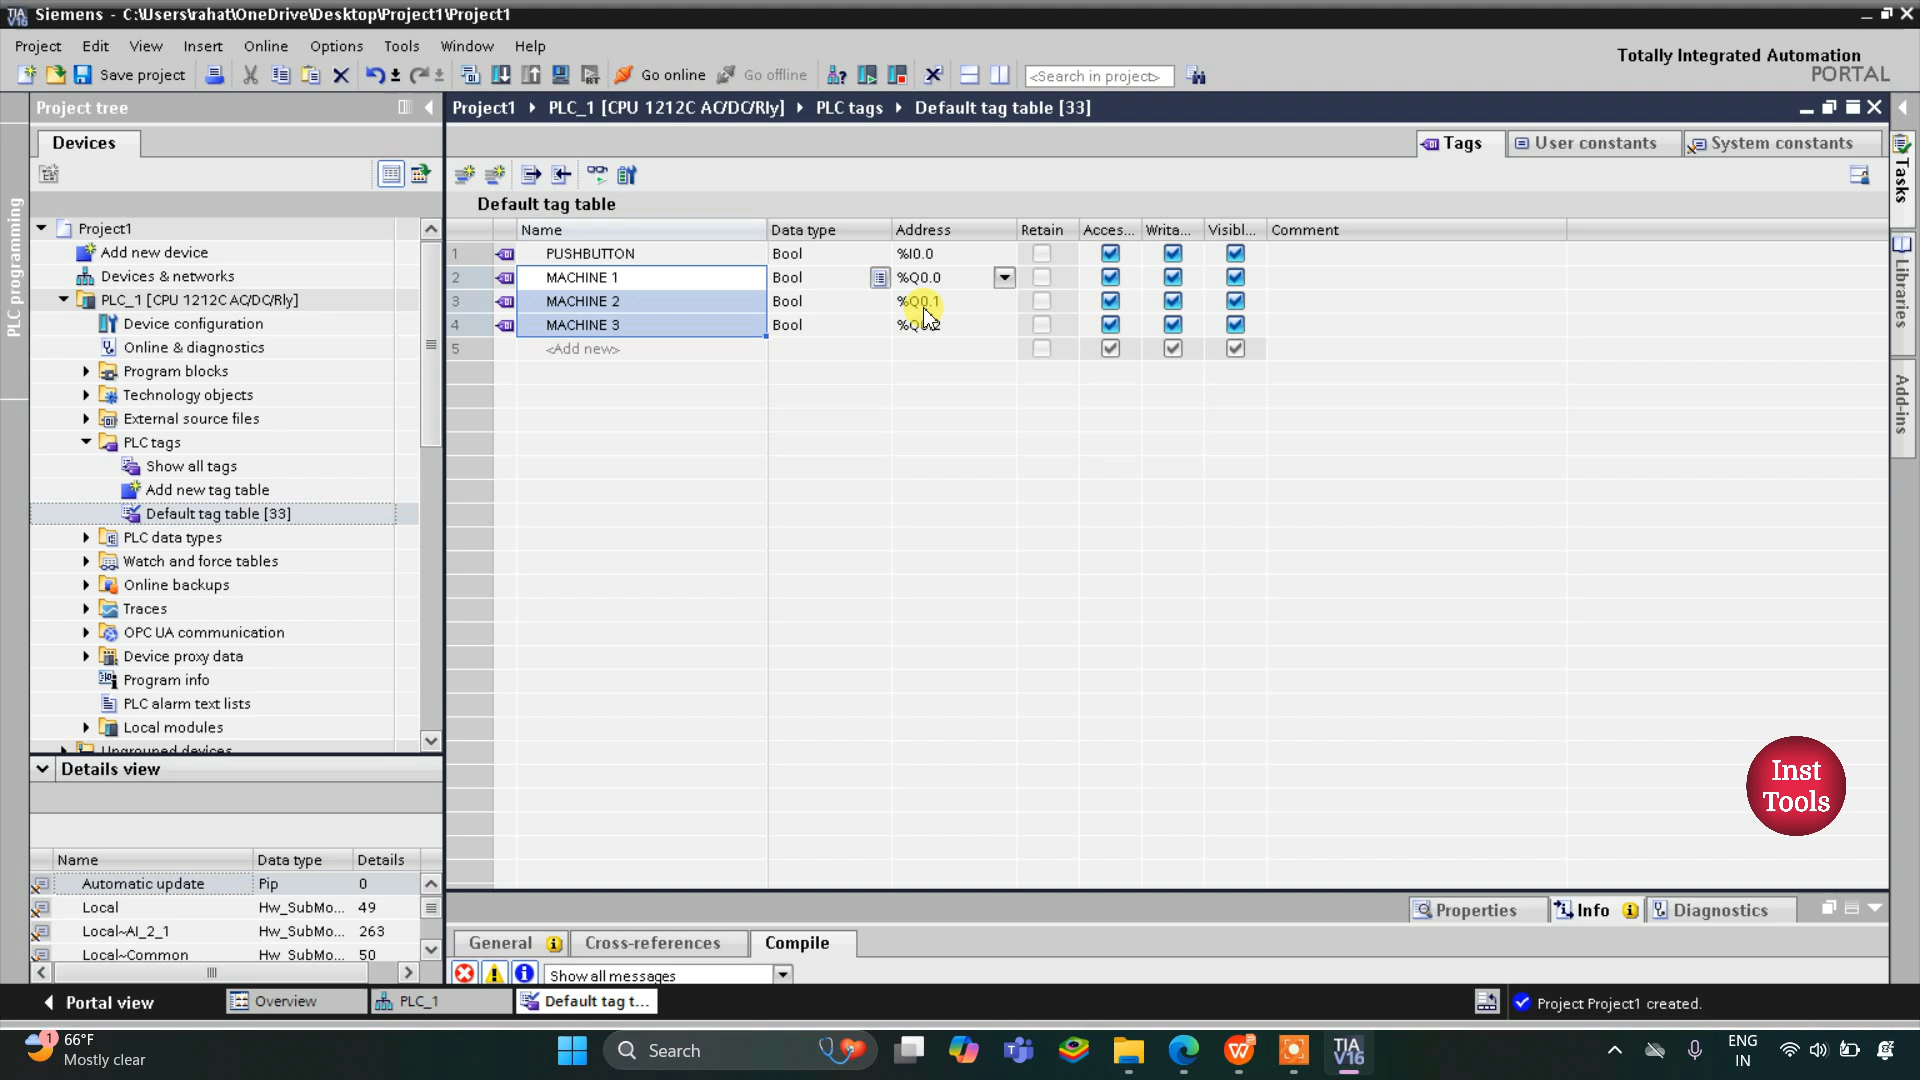 TIA V16 Siemens - C:\Users\rahat\OneDrive\Desktop\Project1\Project1
Project Edit View Insert Online Options Tools Window Help
Totally Integrated Automation
PORTAL
Save project Go online Go offline <Search in project>
Project tree
Project1 PLC_1 [CPU 1212C AC/DC/Rly] PLC tags Default tag table [33]
Devices
Tags User constants System constants
Default tag table
Name Data type Address Retain Acces... Writa... Visibl... Comment
1 PUSHBUTTON Bool %I0.0
2 MACHINE 1 Bool %Q0.0
3 MACHINE 2 Bool %Q0.1
4 MACHINE 3 Bool
5 <Add new>
PLC programming
Project1
Add new device
Devices & networks
PLC_1 [CPU 1212C AC/DC/Rly]
Device configuration
Online & diagnostics
Program blocks
Technology objects
External source files
PLC tags
Show all tags
Add new tag table
Default tag table [33]
PLC data types
Watch and force tables
Online backups
Traces
OPC UA communication
Device proxy data
Program info
PLC alarm text lists
Local modules
Ungrouped devices
Tasks
Libraries
Add-ins
Inst
Tools
Details view
Name Data type Details
Automatic update Pip 0
Local Hw_SubMo... 49
Local~AI_2_1 Hw_SubMo... 263
Local~Common Hw_SubMo... 50
Properties Info Diagnostics
General Cross-references Compile
Show all messages
Portal view Overview PLC_1 Default tag t... Project Project1 created.
1
66°F
Mostly clear
Search
TIA
V16
ENG
IN